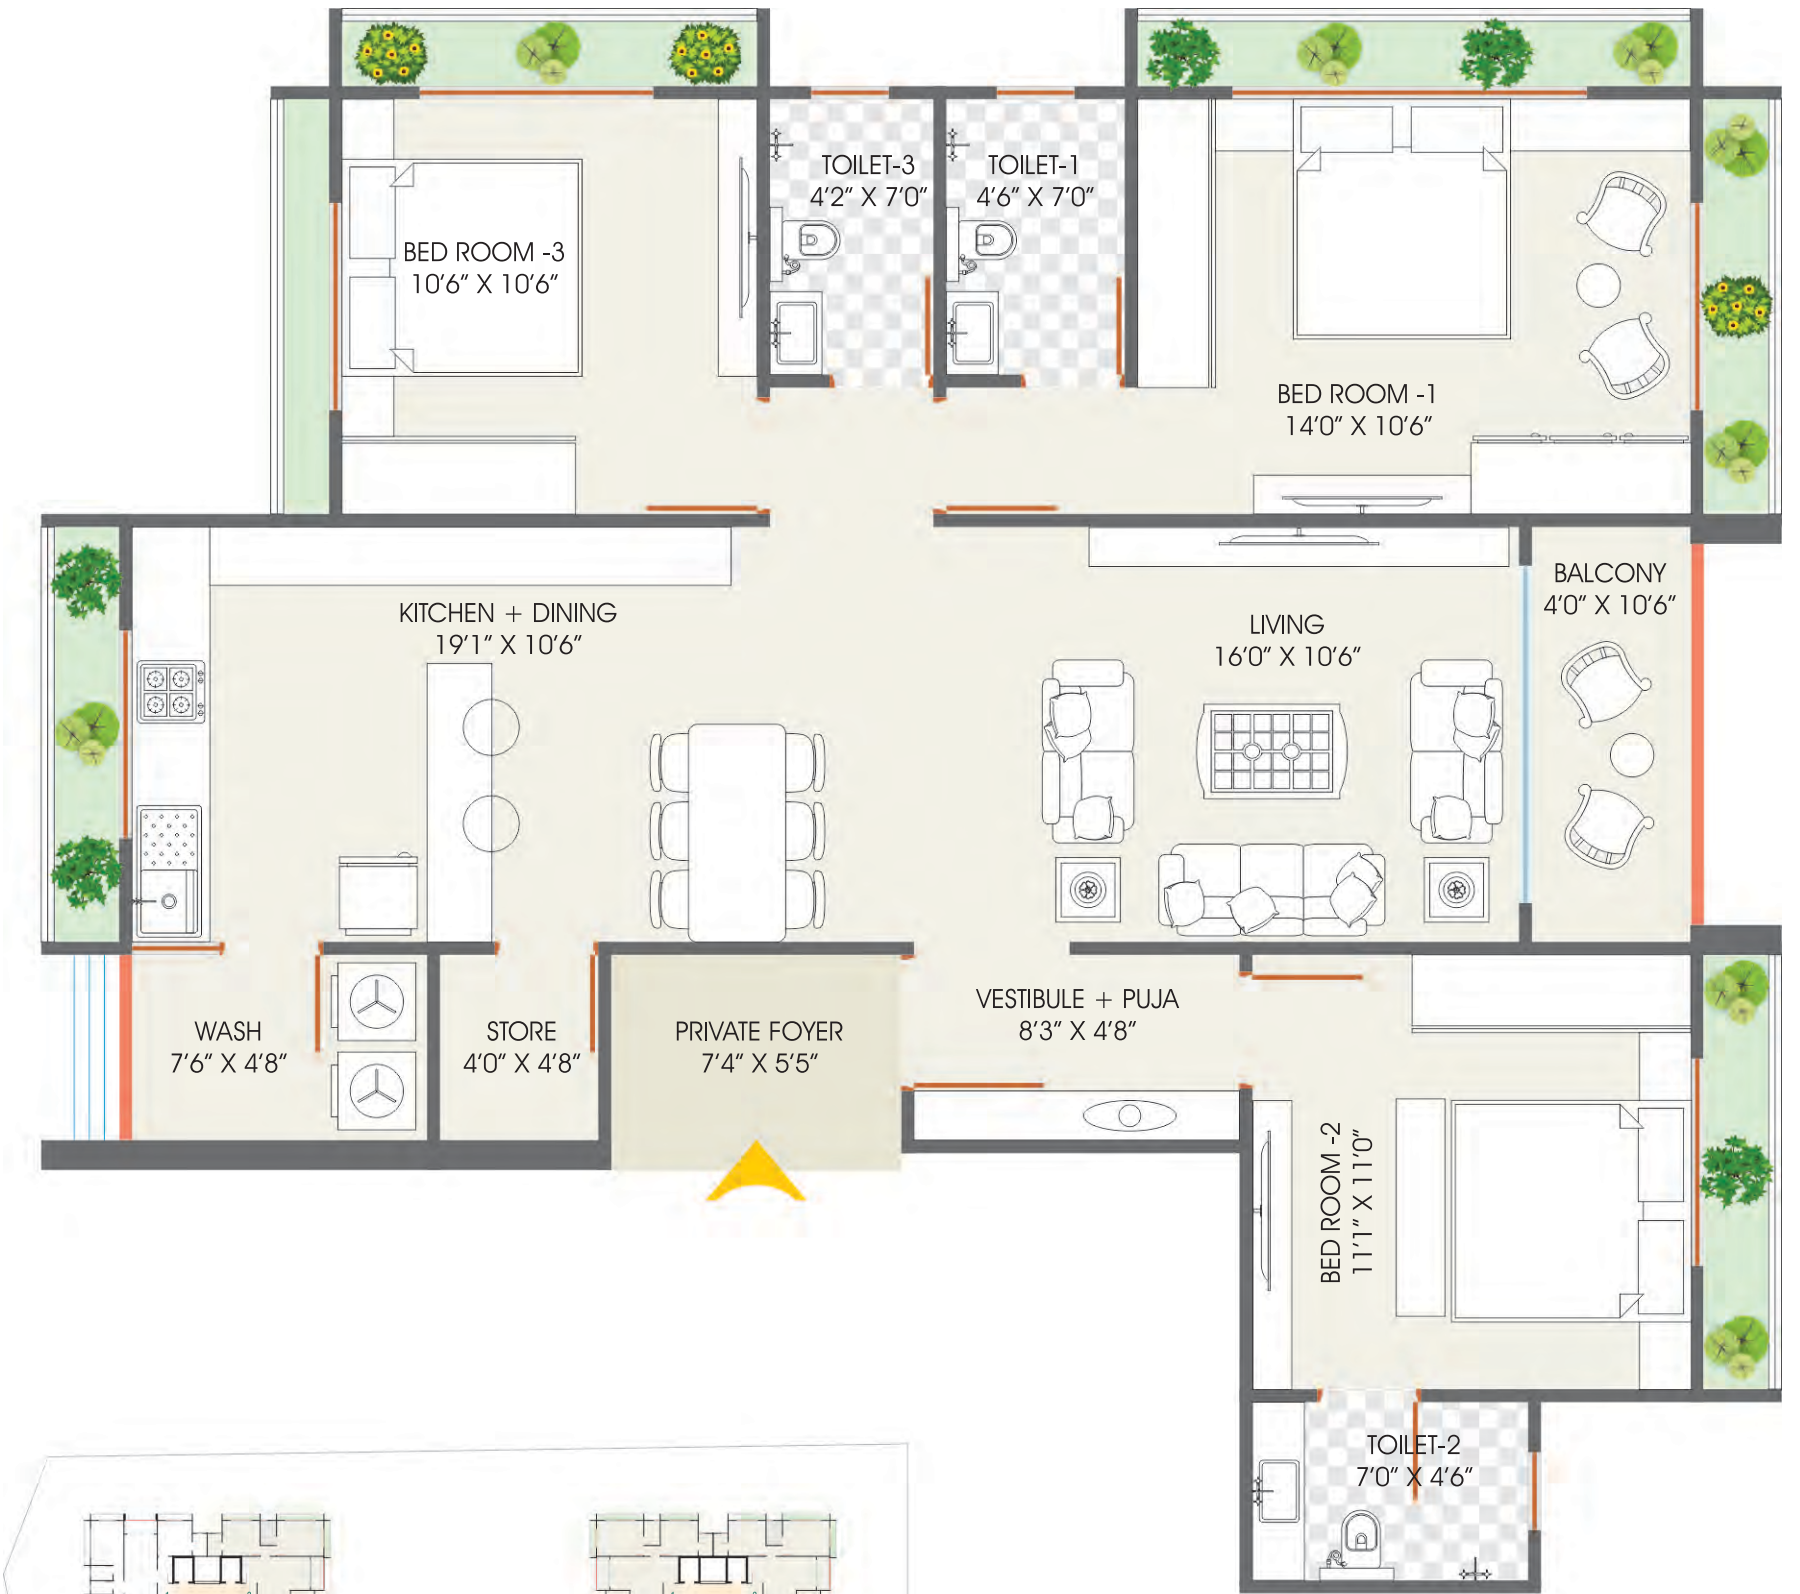 TOILET-3
4'2" X 7'0"
TOILET-1
4'6" X 7'0"
BED ROOM -3
10'6" X 10'6"
BED ROOM -1
14'0" X 10'6"
KITCHEN + DINING
19'1" X 10'6"
LIVING
16'0" X 10'6"
BALCONY
4'0" X 10'6"
WASH
7'6" X 4'8"
STORE
4'0" X 4'8"
PRIVATE FOYER
7'4" X 5'5"
VESTIBULE + PUJA
8'3" X 4'8"
BED ROOM -2
11'1" X 11'0"
TOILET-2
7'0" X 4'6"